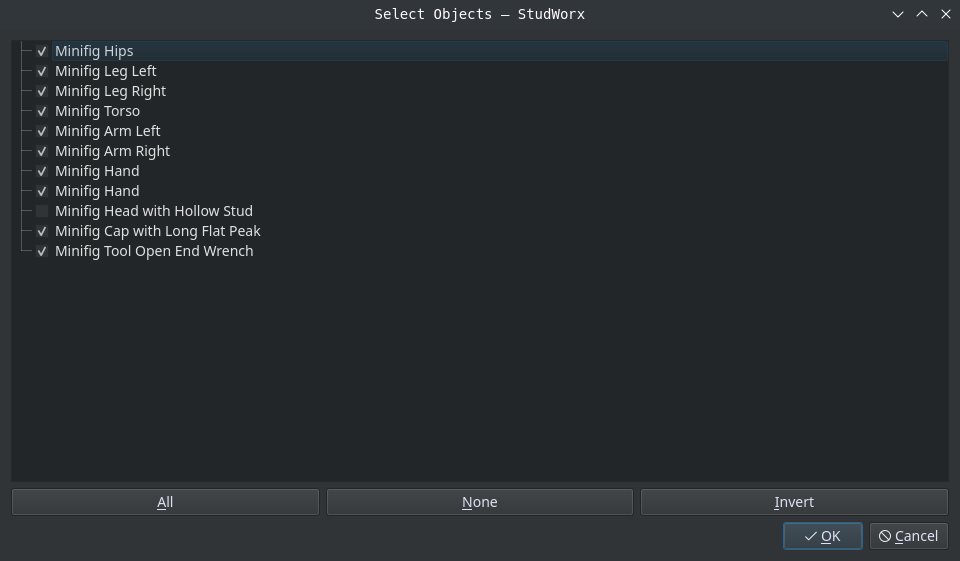 Select Objects — StudWorx
Minifig Hips
Minifig Leg Left
Minifig Leg Right
Minifig Torso
Minifig Arm Left
Minifig Arm Right
Minifig Hand
Minifig Hand
Minifig Head with Hollow Stud
Minifig Cap with Long Flat Peak
Minifig Tool Open End Wrench
All None Invert
OK Cancel